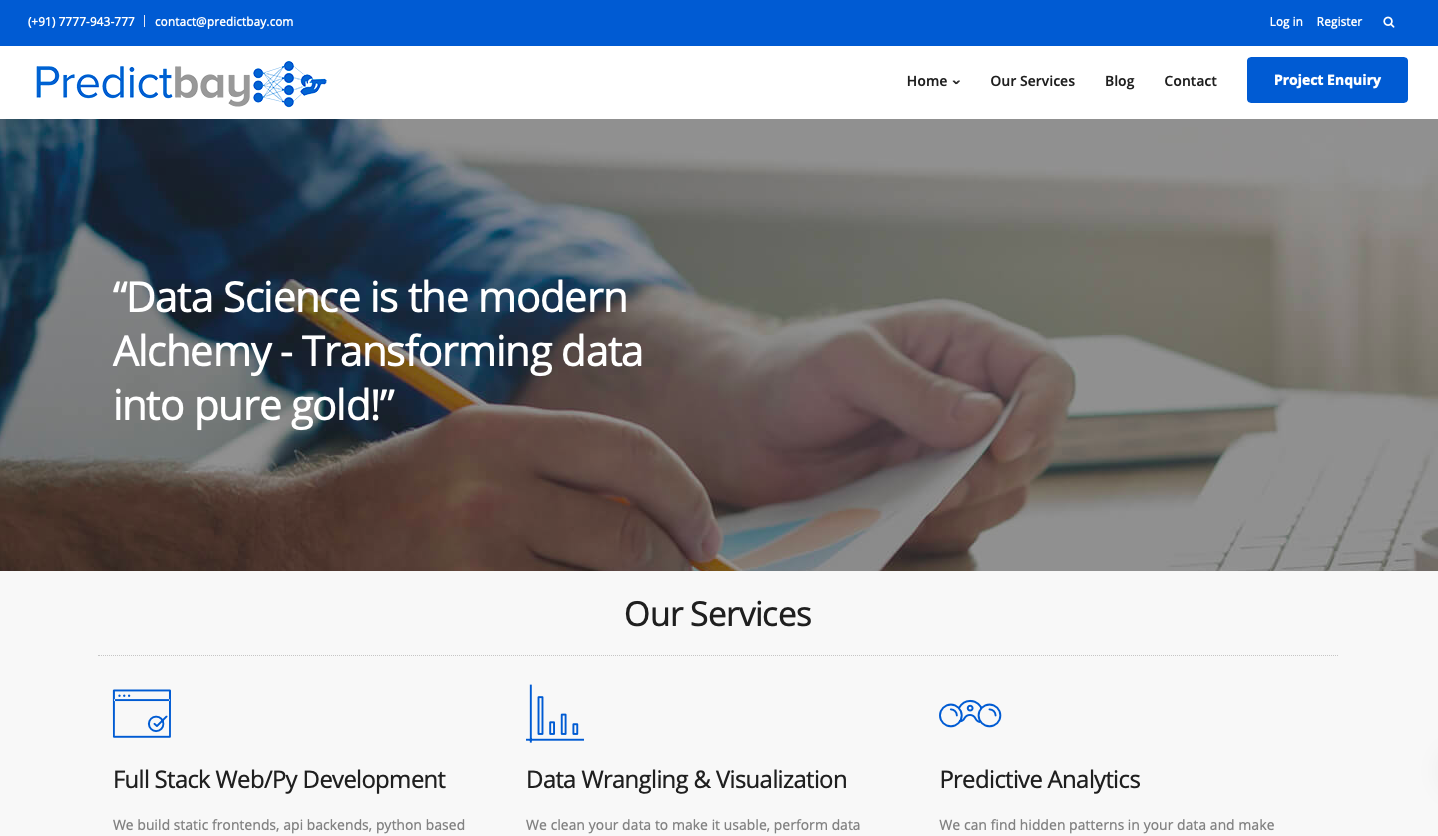 (+91) 7777-943-777 | contact@predictbay.com
Log in Register
Predictbay
Home Our Services Blog Contact Project Enquiry
“Data Science is the modern
Alchemy - Transforming data
into pure gold!”
Our Services
Full Stack Web/Py Development
Data Wrangling & Visualization
Predictive Analytics
We build static frontends, api backends, python based
We clean your data to make it usable, perform data
We can find hidden patterns in your data and make